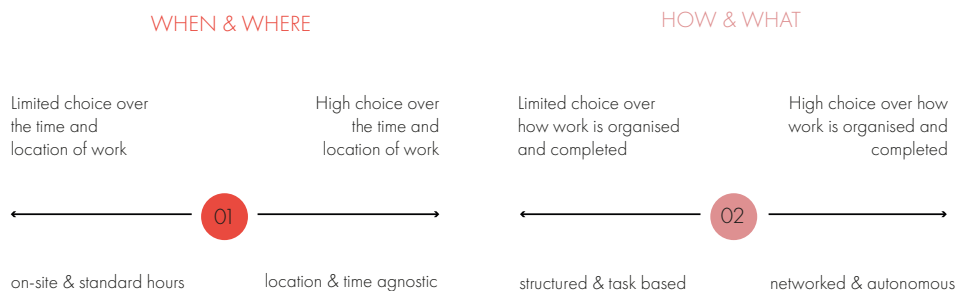 WHEN & WHERE
Limited choice over
the time and
location of work
High choice over
the time and
location of work
01
on-site & standard hours
location & time agnostic
HOW & WHAT
Limited choice over
how work is organised
and completed
High choice over how
work is organised and
completed
02
structured & task based
networked & autonomous